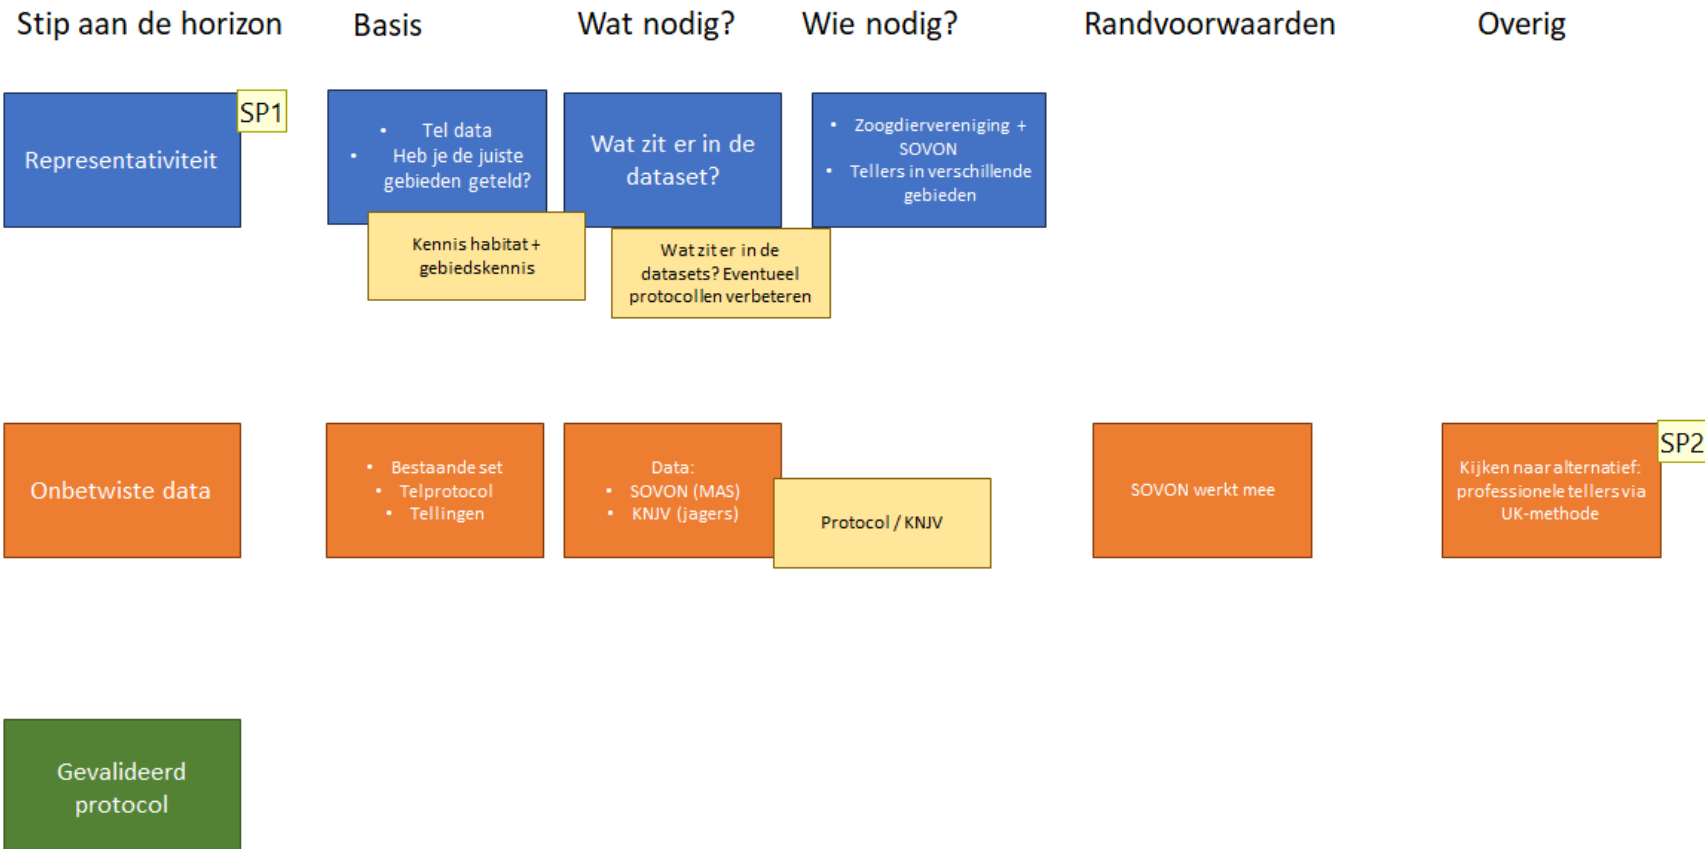 Stip aan de horizon
Basis
Wat nodig?
Wie nodig?
Randvoorwaarden
Overig
Representativiteit
SP1
• Tel data
• Heb je de juiste
gebieden geteld?
Kennis habitat +
gebiedskennis
Wat zit er in de
dataset?
Wat zit er in de
datasets? Eventueel
protocollen verbeteren
• Zoogdiervereniging +
SOVON
• Tellers in verschillende
gebieden
Onbetwiste data
• Bestaande set
• Telprotocol
• Tellingen
Data:
• SOVON (MAS)
• KNJV (jagers)
Protocol / KNJV
SOVON werkt mee
Kijken naar alternatief:
professionele tellers via
UK-methode
SP2
Gevalideerd
protocol